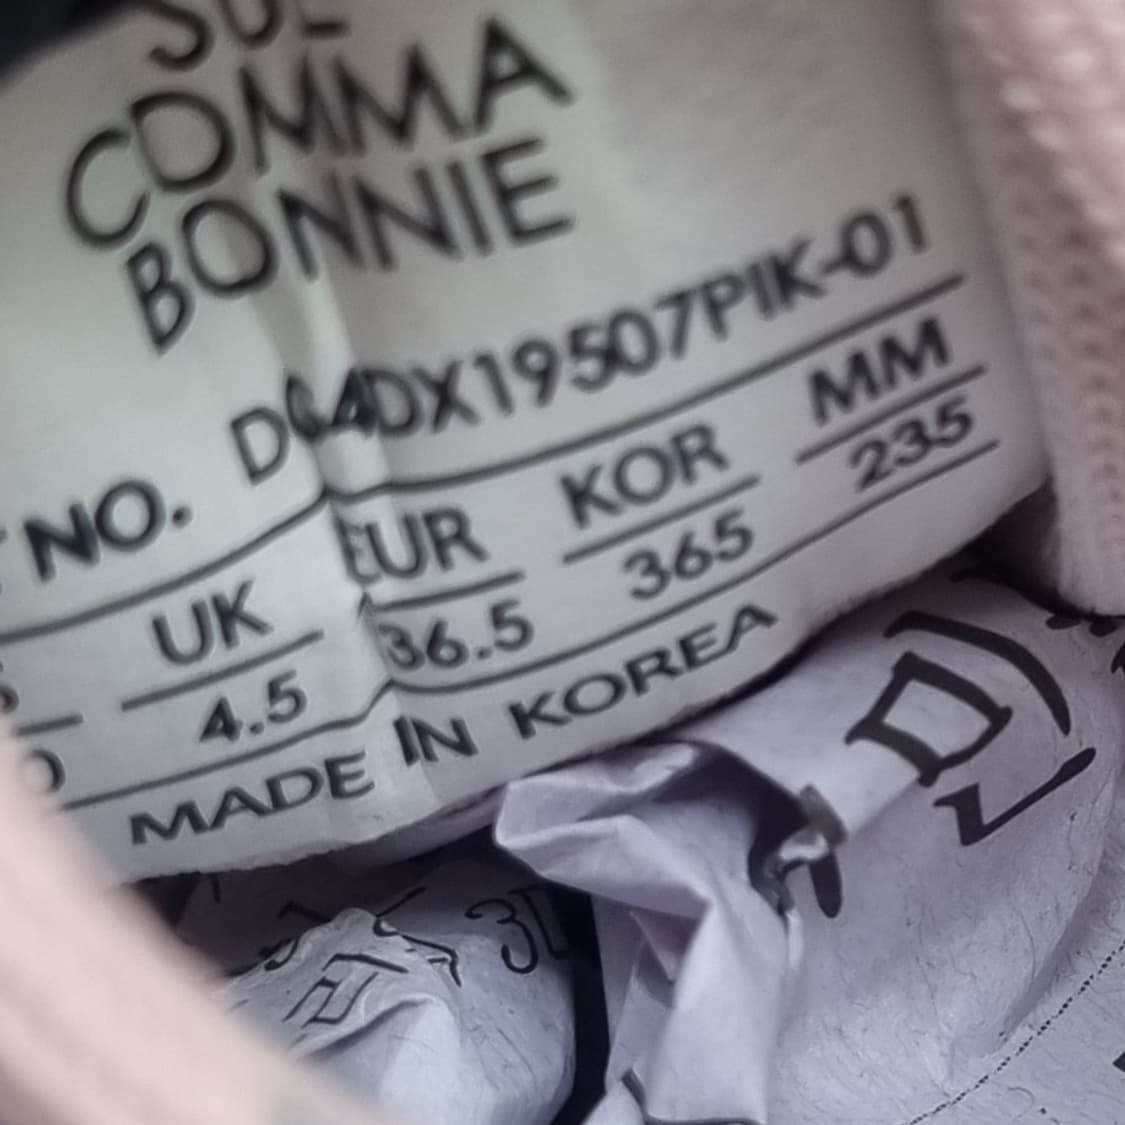 COMMA
BONNIE
NO. DG4DX19507PIK-01
UK EUR KOR MM
4.5 36.5 365 235
MADE IN KOREA